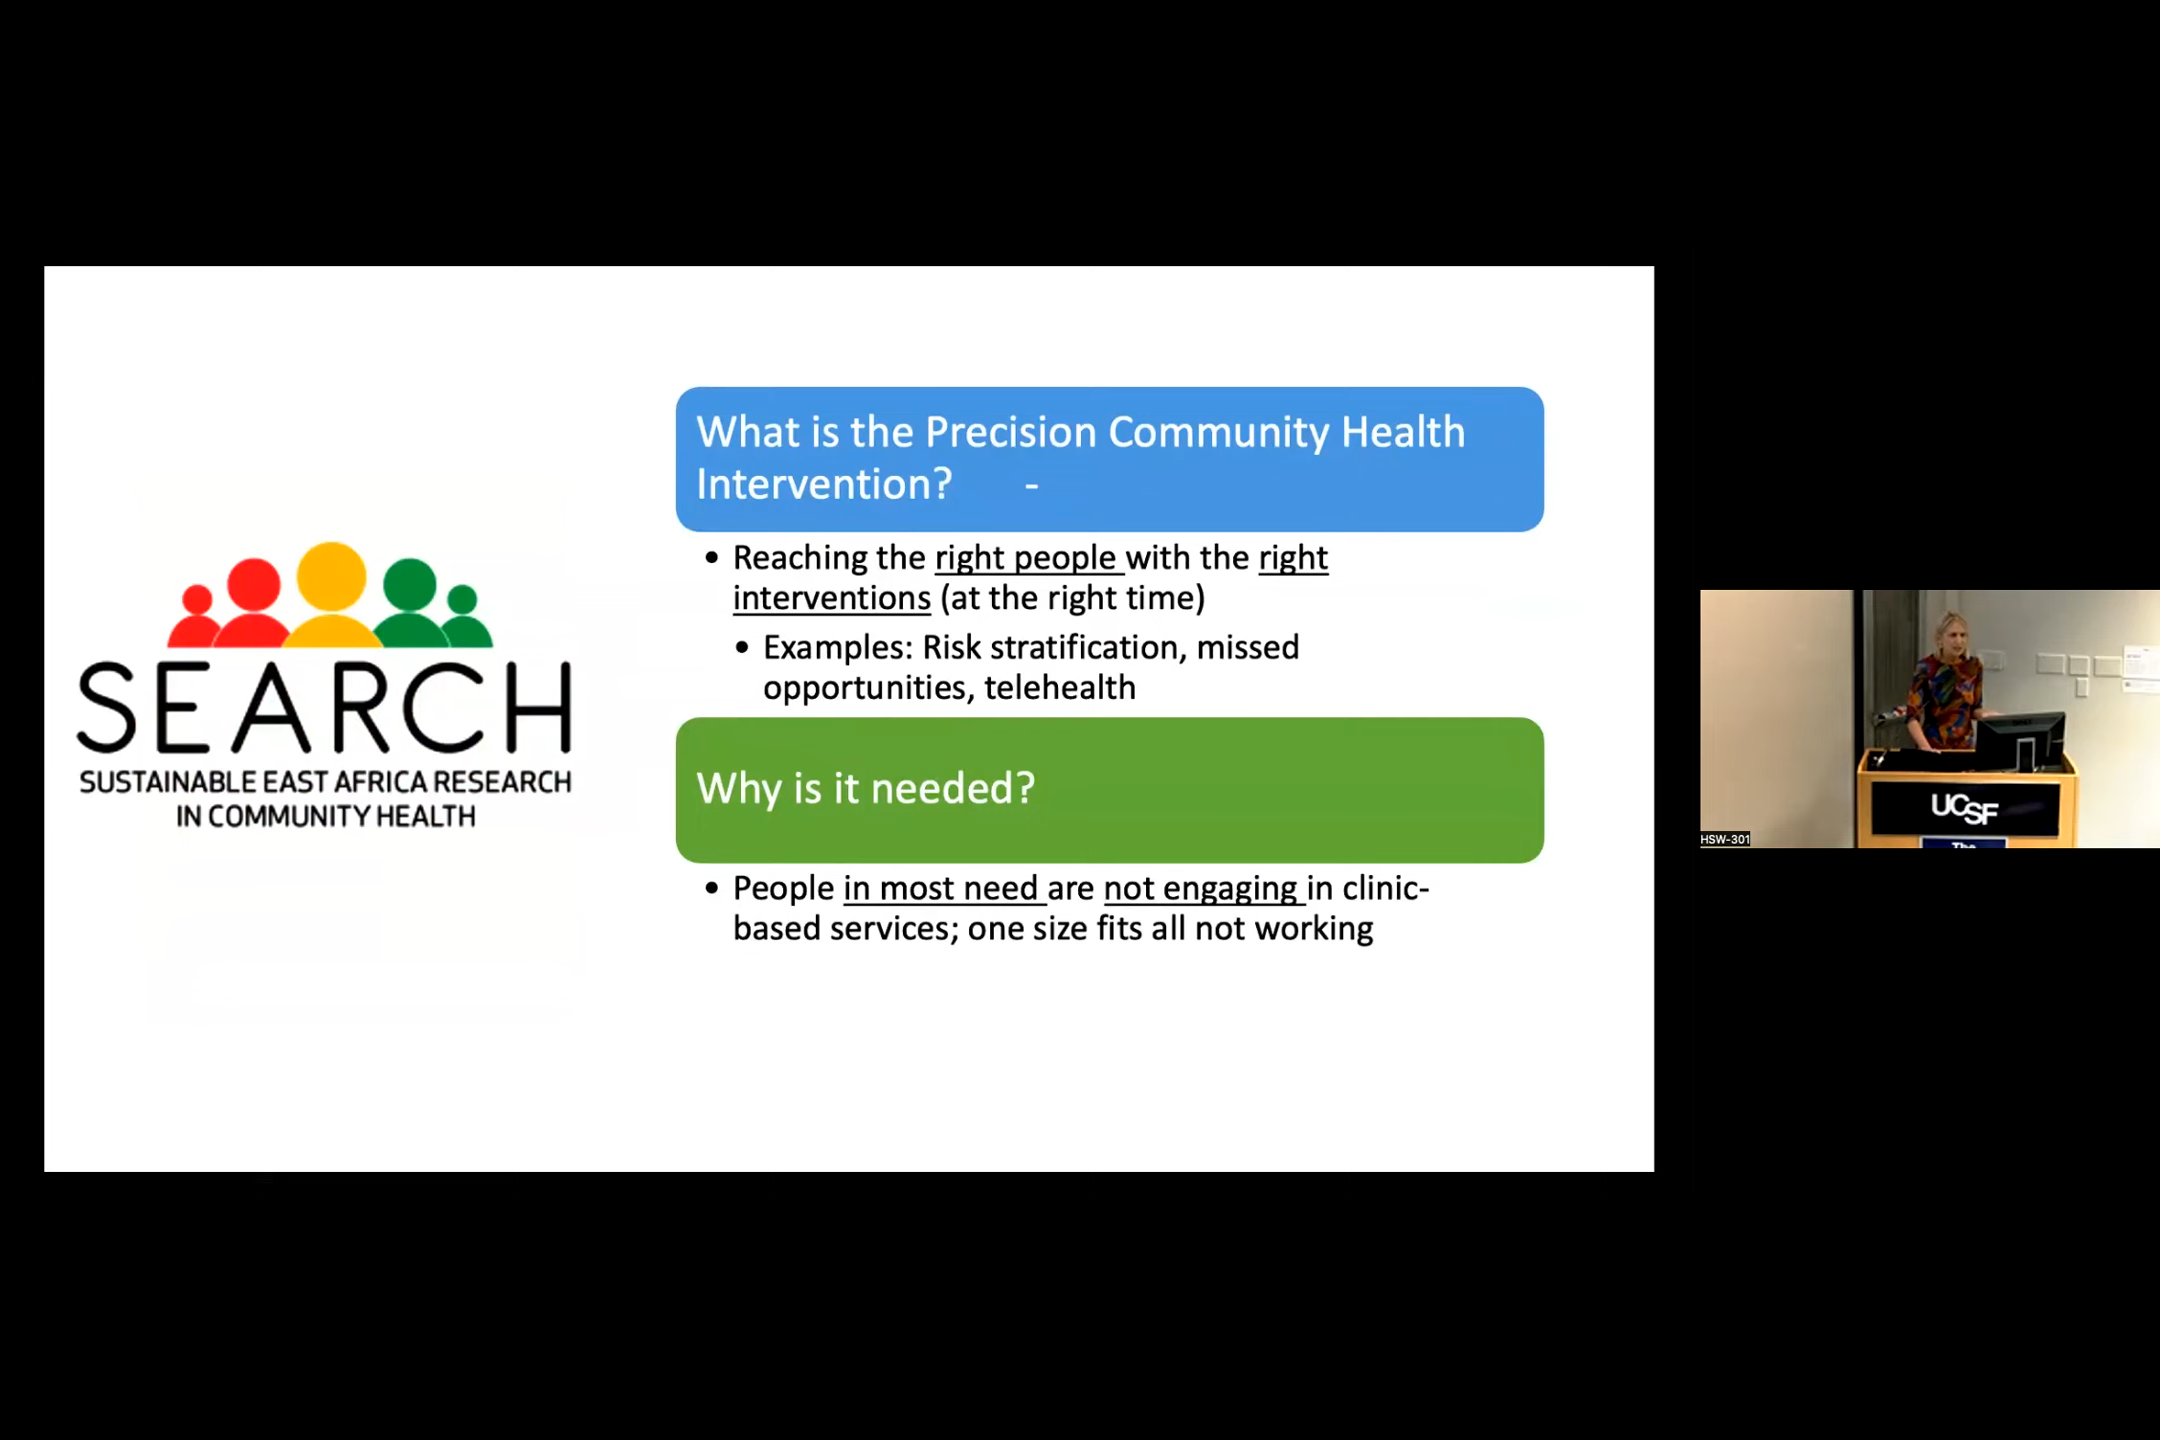 What is the Precision Community Health
Intervention? -
• Reaching the right people with the right
interventions (at the right time)
• Examples: Risk stratification, missed
opportunities, telehealth
SEARCH
SUSTAINABLE EAST AFRICA RESEARCH
IN COMMUNITY HEALTH
Why is it needed?
• People in most need are not engaging in clinic-
based services; one size fits all not working
UCSF
The
HSW-301